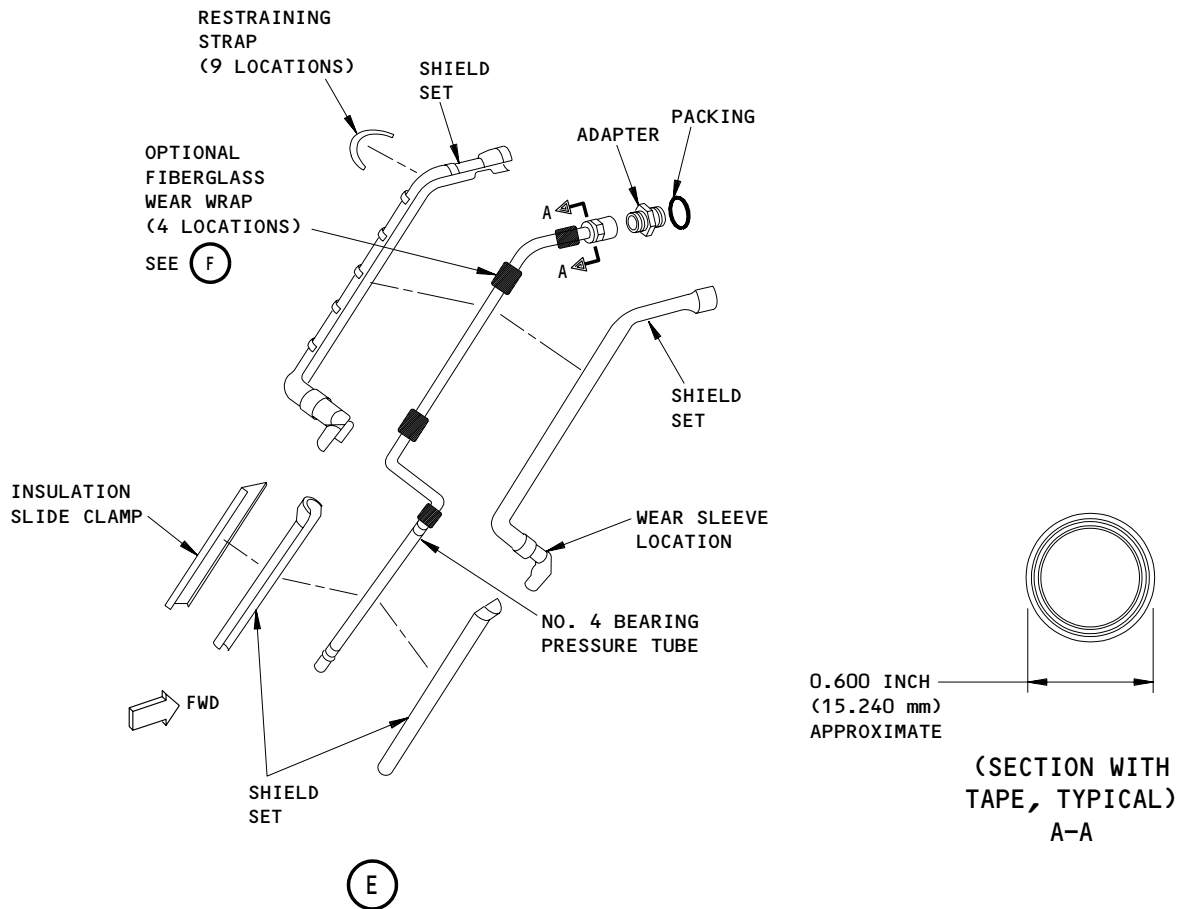 RESTRAINING
STRAP
(9 LOCATIONS)
SHIELD
SET
ADAPTER
PACKING
OPTIONAL
FIBERGLASS
WEAR WRAP
(4 LOCATIONS)
SEE F
A
A
SHIELD
SET
INSULATION
SLIDE CLAMP
WEAR SLEEVE
LOCATION
NO. 4 BEARING
PRESSURE TUBE
FWD
SHIELD
SET
0.600 INCH
(15.240 mm)
APPROXIMATE
(SECTION WITH
TAPE, TYPICAL)
A-A
E